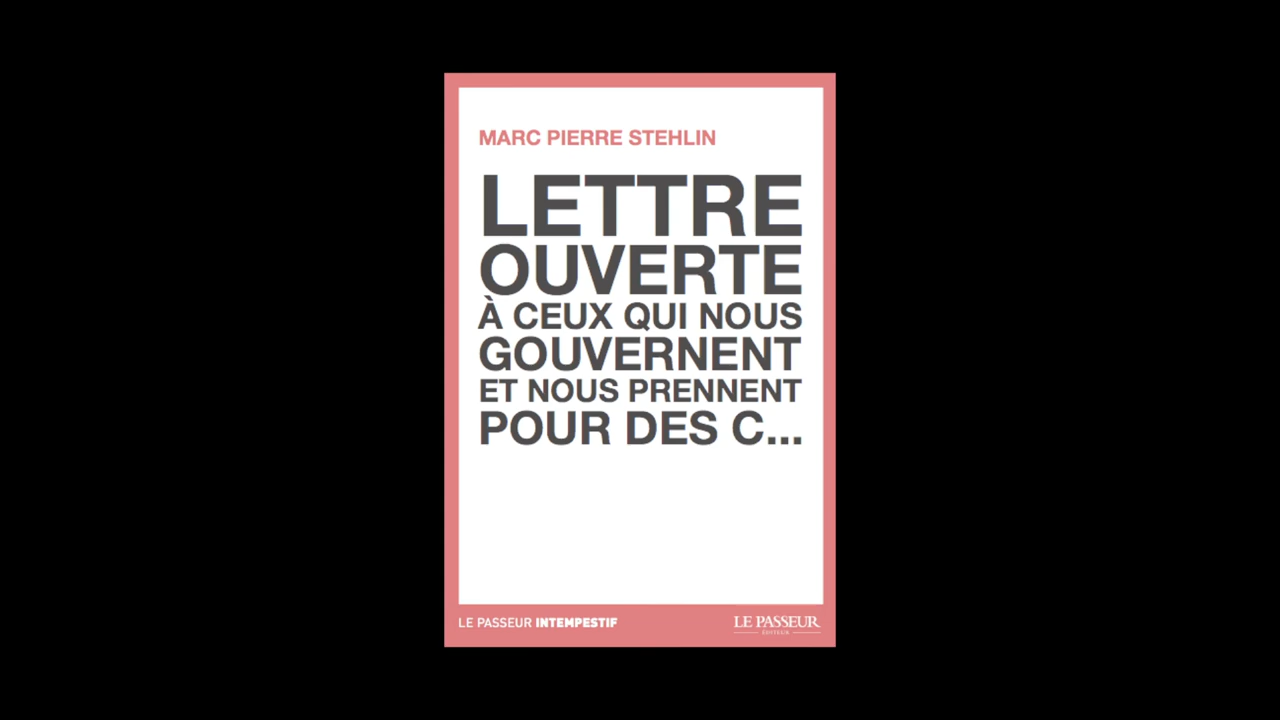 MARC PIERRE STEHLIN
LETTRE
OUVERTE
À CEUX QUI NOUS
GOUVERNENT
ET NOUS PRENNENT
POUR DES C...
LE PASSEUR INTEMPESTIF
LE PASSEUR
ÉDITEUR